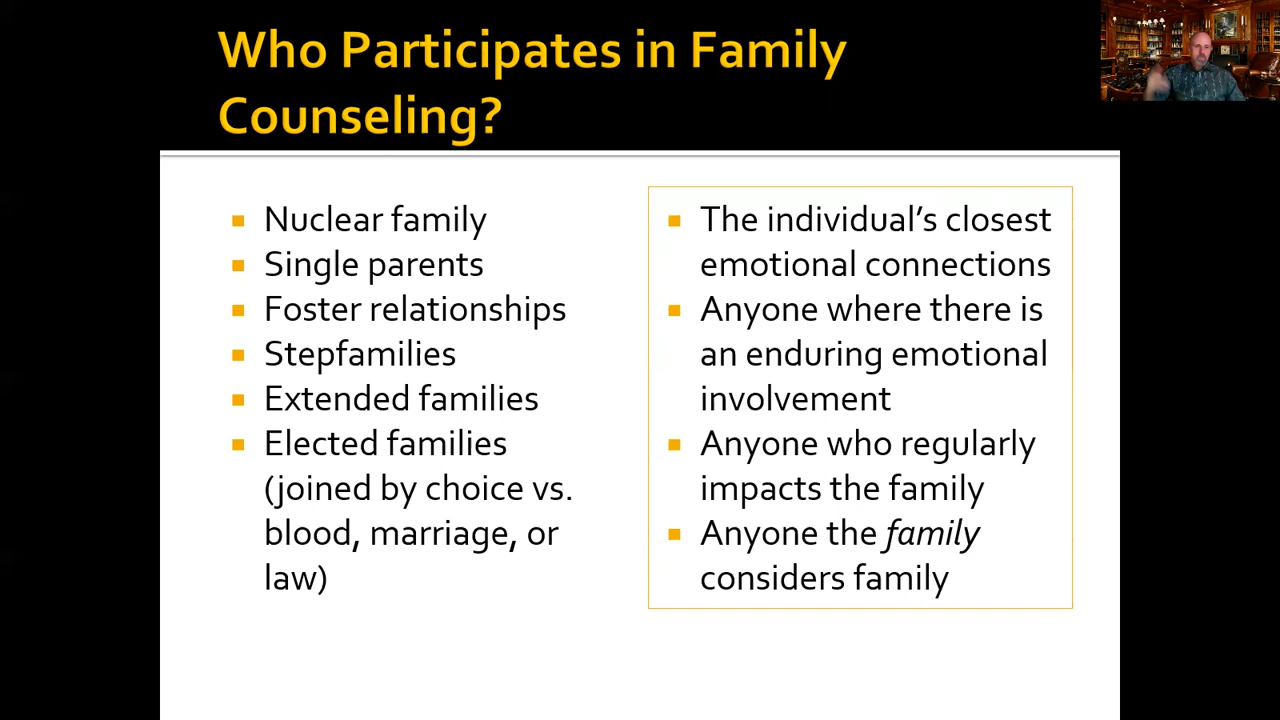 Who Participates in Family
Counseling?
Nuclear family
Single parents
Foster relationships
Stepfamilies
Extended families
Elected families
(joined by choice vs.
blood, marriage, or
law)
The individual’s closest
emotional connections
Anyone where there is
an enduring emotional
involvement
Anyone who regularly
impacts the family
Anyone the family
considers family